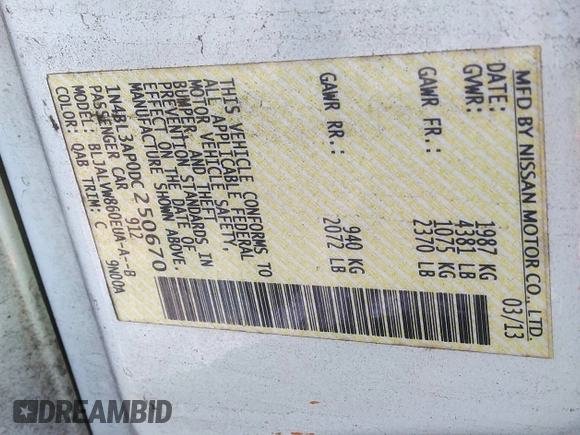 MFD BY NISSAN MOTOR CO., LTD.
DATE: 03/13
GVWR: 1987 KG
4381 LB
GAWR FR.: 1075 KG
2370 LB
GAWR RR.: 940 KG
2072 LB
THIS VEHICLE CONFORMS TO
ALL APPLICABLE FEDERAL
MOTOR VEHICLE SAFETY,
BUMPER, AND THEFT
PREVENTION STANDARDS IN
EFFECT ON THE DATE OF
MANUFACTURE SHOWN ABOVE.
1N4BL3AP0DC250670
PASSENGER CAR 912
MODEL: BLJALVW860EUA-A--B
COLOR: QAB TRIM: C 9N00A
DREAMBID